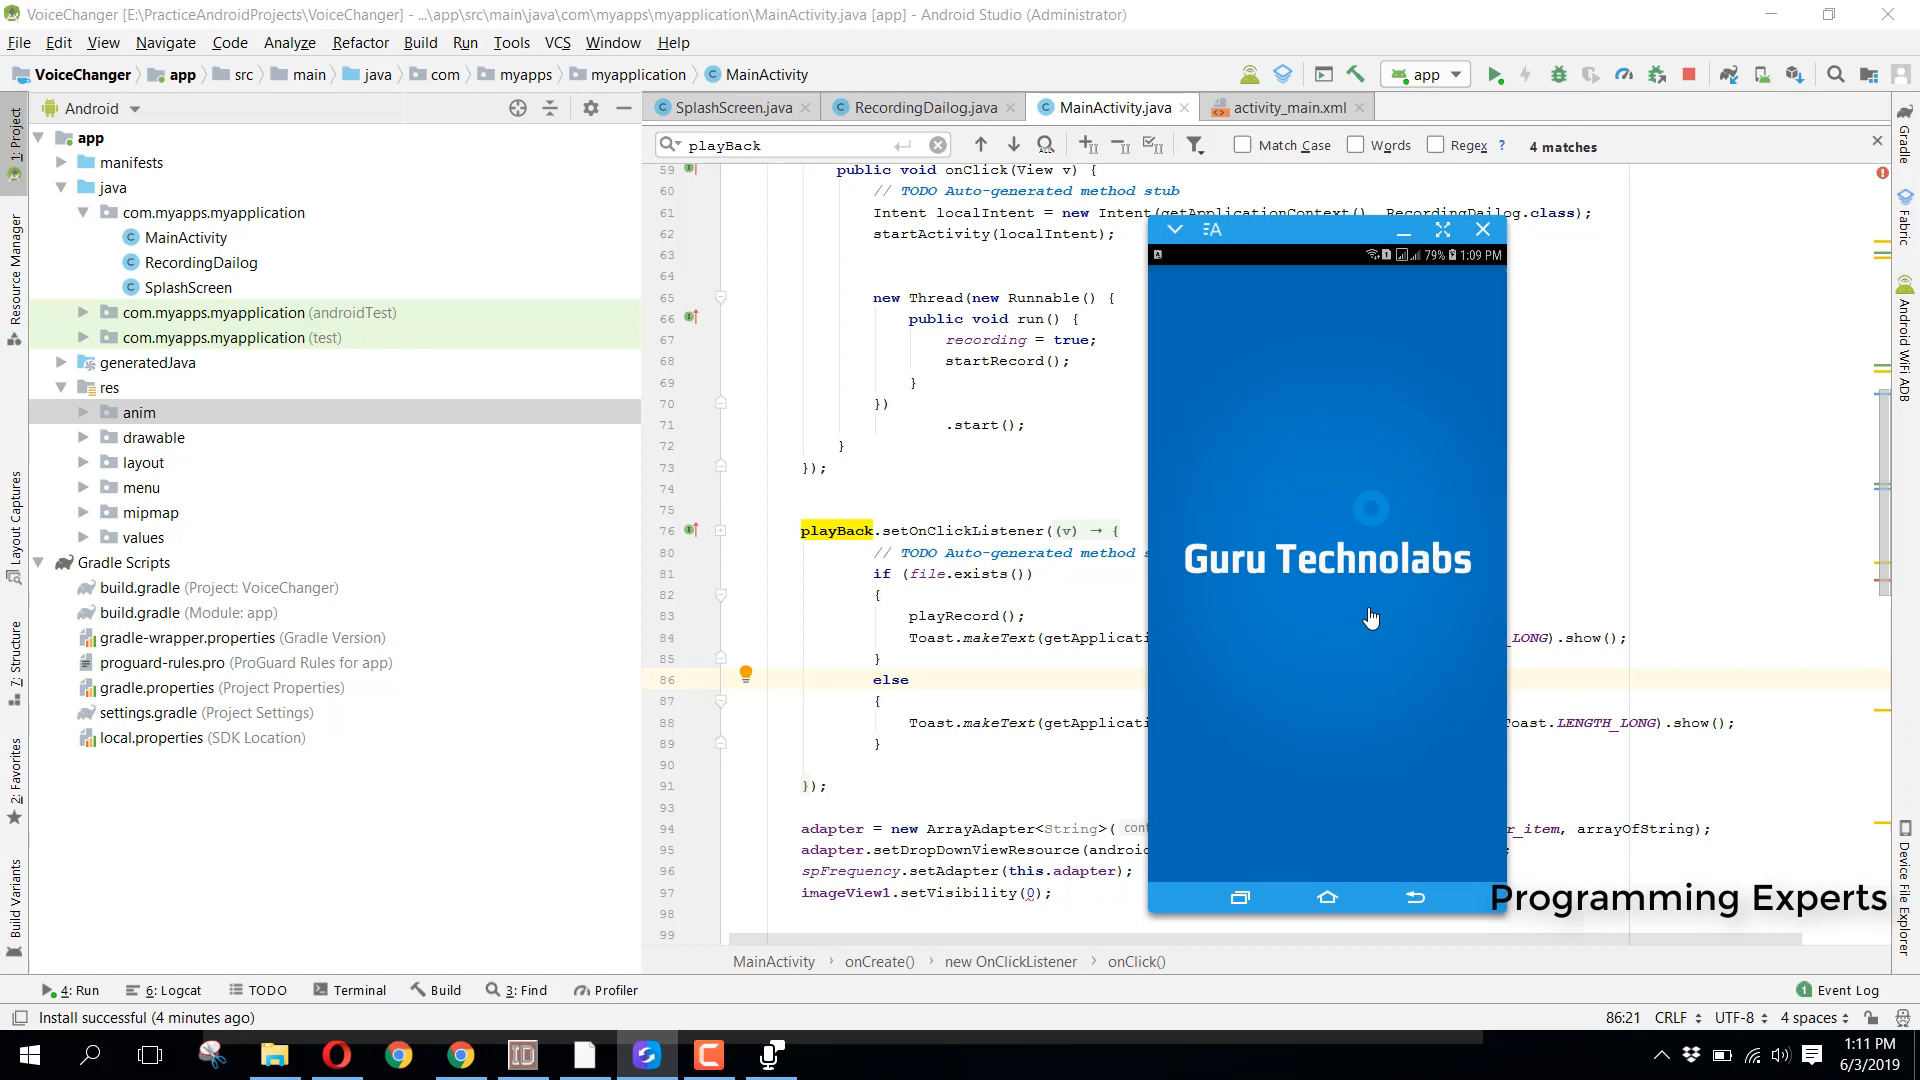 VoiceChanger [E:\PracticeAndroidProjects\VoiceChanger] - ...\app\src\main\java\com\myapps\myapplication\MainActivity.java [app] - Android Studio (Administrator)
File Edit View Navigate Code Analyze Refactor Build Run Tools VCS Window Help
VoiceChanger app src main java com myapps myapplication MainActivity
app
Android
SplashScreen.java RecordingDailog.java MainActivity.java activity_main.xml
playBack
Match Case Words Regex ? 4 matches
1: Project
Resource Manager
Layout Captures
7: Structure
2: Favorites
Build Variants
app
manifests
java
com.myapps.myapplication
MainActivity
RecordingDailog
SplashScreen
com.myapps.myapplication (androidTest)
com.myapps.myapplication (test)
generatedJava
res
anim
drawable
layout
menu
mipmap
values
Gradle Scripts
build.gradle (Project: VoiceChanger)
build.gradle (Module: app)
gradle-wrapper.properties (Gradle Version)
proguard-rules.pro (ProGuard Rules for app)
gradle.properties (Project Properties)
settings.gradle (Project Settings)
local.properties (SDK Location)
59 public void onClick(View v) {
60 // TODO Auto-generated method stub
61 Intent localIntent = new Intent(getApplicationContext(), RecordingDailog.class);
62 startActivity(localIntent);
63
64
65 new Thread(new Runnable() {
66 public void run() {
67 recording = true;
68 startRecord();
69 }
70 })
71 .start();
72 }
73 });
74
75
76 playBack.setOnClickListener((v) → {
80 // TODO Auto-generated method s
81 if (file.exists())
82 {
83 playRecord();
84 Toast.makeText(getApplicati _LONG).show();
85 }
86 else
87 {
88 Toast.makeText(getApplicati Toast.LENGTH_LONG).show();
89 }
90
91 });
93
94 adapter = new ArrayAdapter<String>( cont r_item, arrayOfString);
95 adapter.setDropDownViewResource(android
96 spFrequency.setAdapter(this.adapter);
97 imageView1.setVisibility(0);
98
99
79% 1:09 PM
Guru Technolabs
Programming Experts
Gradle
Fabric
Android WiFi ADB
Device File Explorer
MainActivity › onCreate() › new OnClickListener › onClick()
4: Run 6: Logcat TODO Terminal Build 3: Find Profiler
1 Event Log
Install successful (4 minutes ago)
86:21 CRLF UTF-8 4 spaces
1:11 PM
6/3/2019